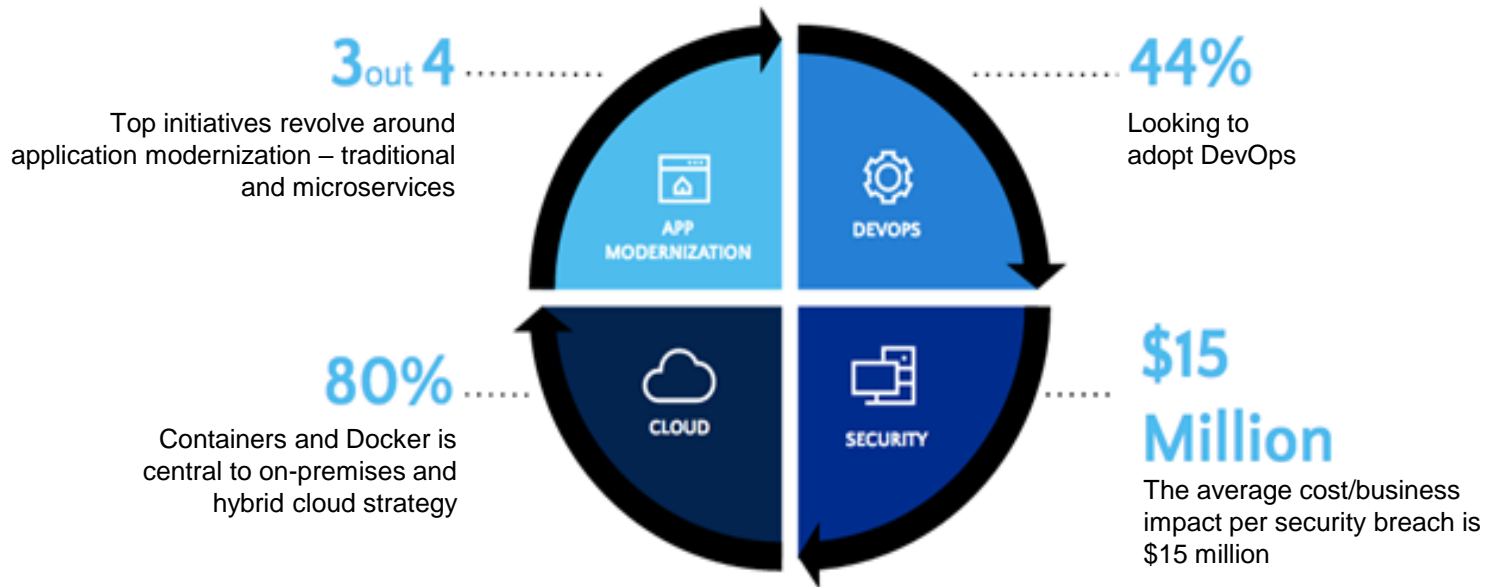 3 out 4
Top initiatives revolve around
application modernization – traditional
and microservices
APP
MODERNIZATION
DEVOPS
44%
Looking to
adopt DevOps
80%
Containers and Docker is
central to on-premises and
hybrid cloud strategy
CLOUD
SECURITY
$15
Million
The average cost/business
impact per security breach is
$15 million